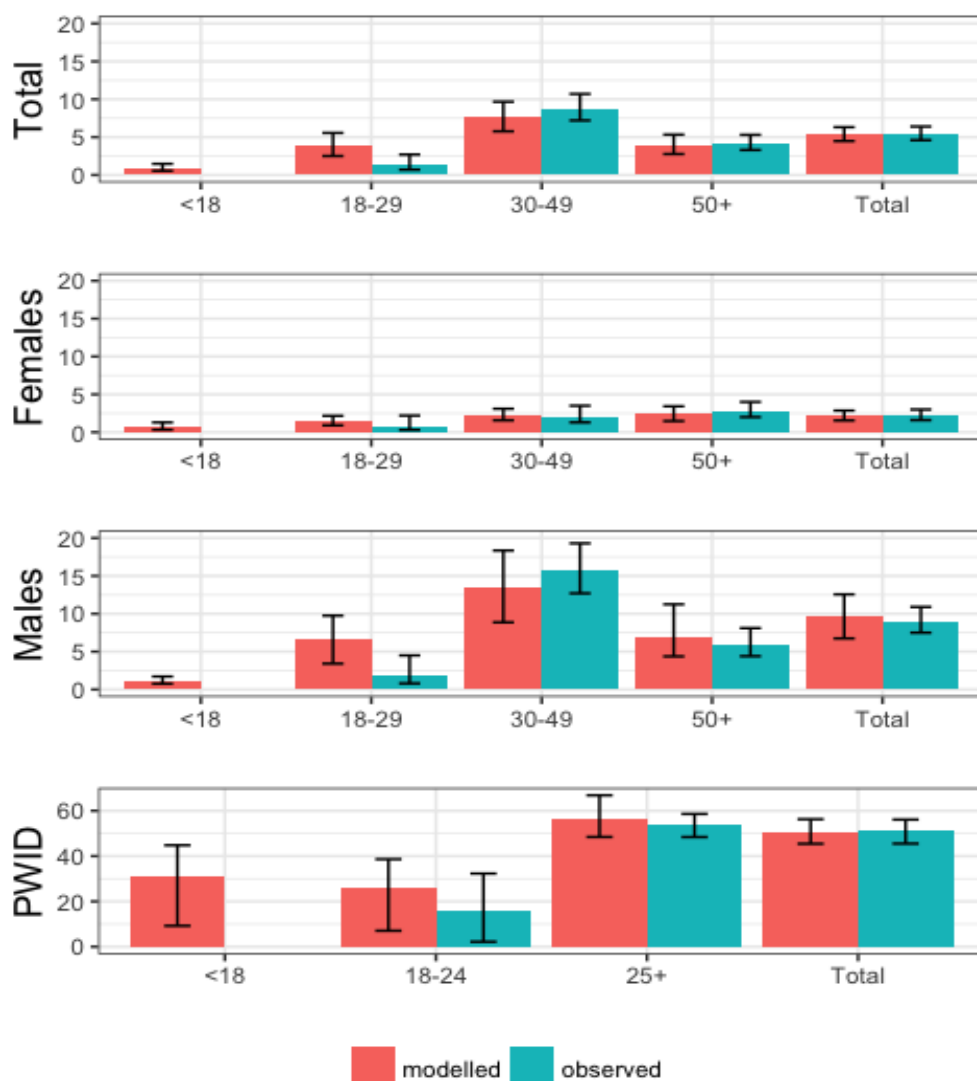 Total
20
15
10
5
0
<18 18-29 30-49 50+ Total
Females
20
15
10
5
0
<18 18-29 30-49 50+ Total
Males
20
15
10
5
0
<18 18-29 30-49 50+ Total
PWID
60
40
20
0
<18 18-24 25+ Total
modelled observed